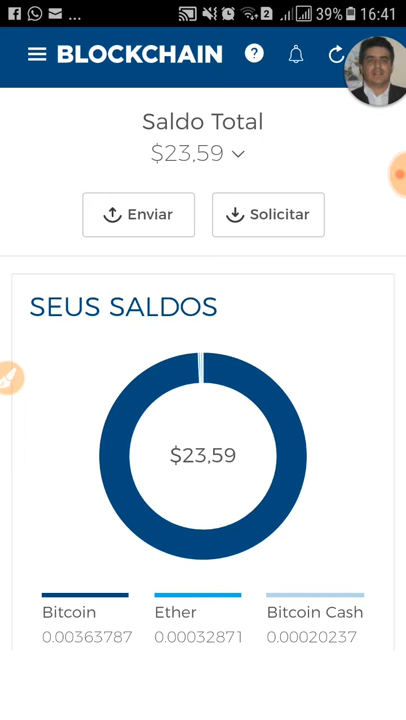 ... 2 39% 16:41
BLOCKCHAIN ?
Saldo Total
$23,59
Enviar Solicitar
SEUS SALDOS
$23,59
Bitcoin Ether Bitcoin Cash
0.00363787 0.00032871 0.00020237